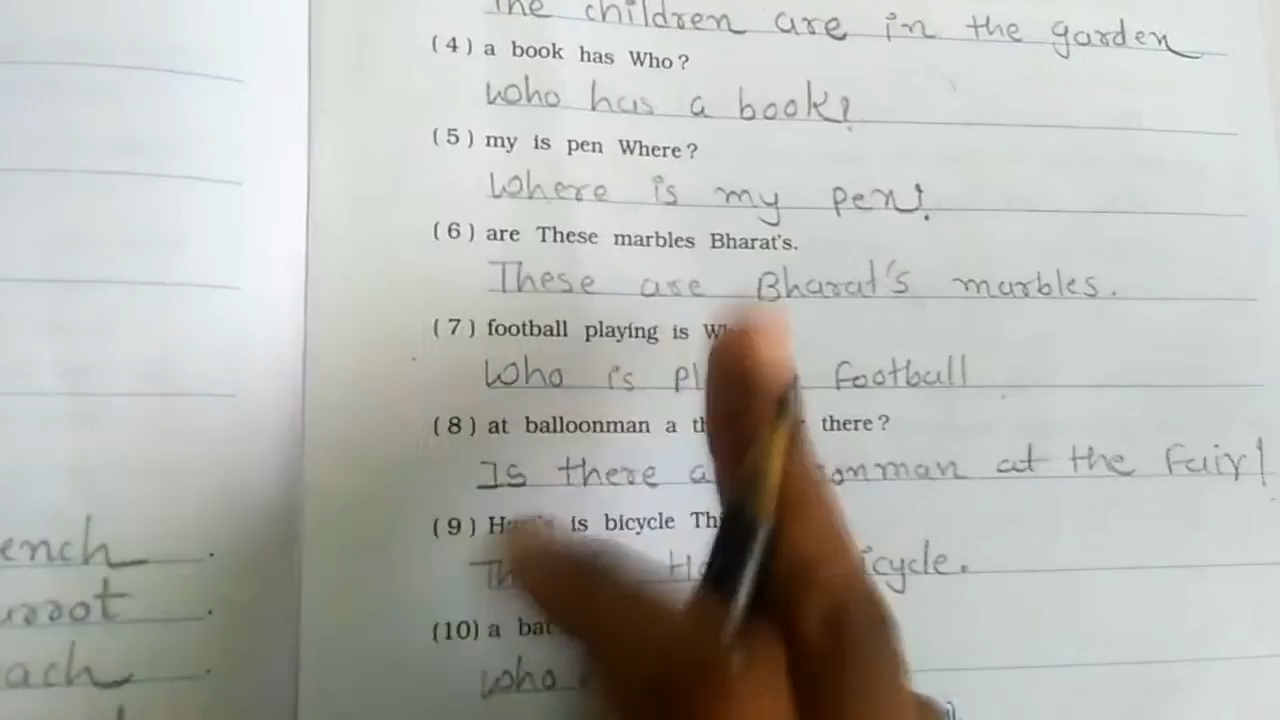 The children are in the garden
(4) a book has Who?
Who has a book?
(5) my is pen Where?
Where is my pen?
(6) are These marbles Bharat's.
These are Bharat's marbles.
(7) football playing is
Who is football
(8) at balloonman a there?
Is there at the Fair?
(9) is bicycle
icycle.
(10) a bat
Who
ench.
ach.